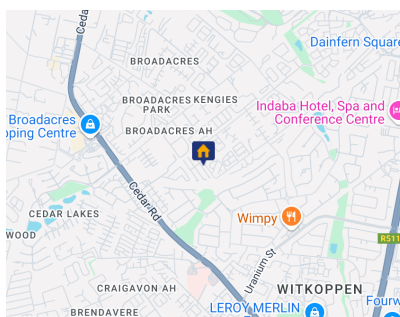 Ceda
Dainfern Square
BROADACRES
BROADACRES
PARK
KENGIES
Indaba Hotel, Spa and
Conference Centre
Broadacres
pping Centre
BROADACRES AH
Cedar Rd
CEDAR LAKES
Wimpy
WOOD
R511
Uranium St
CRAIGAVON AH
WITKOPPEN
Fourw
LEROY MERLIN
BRENDAVERE